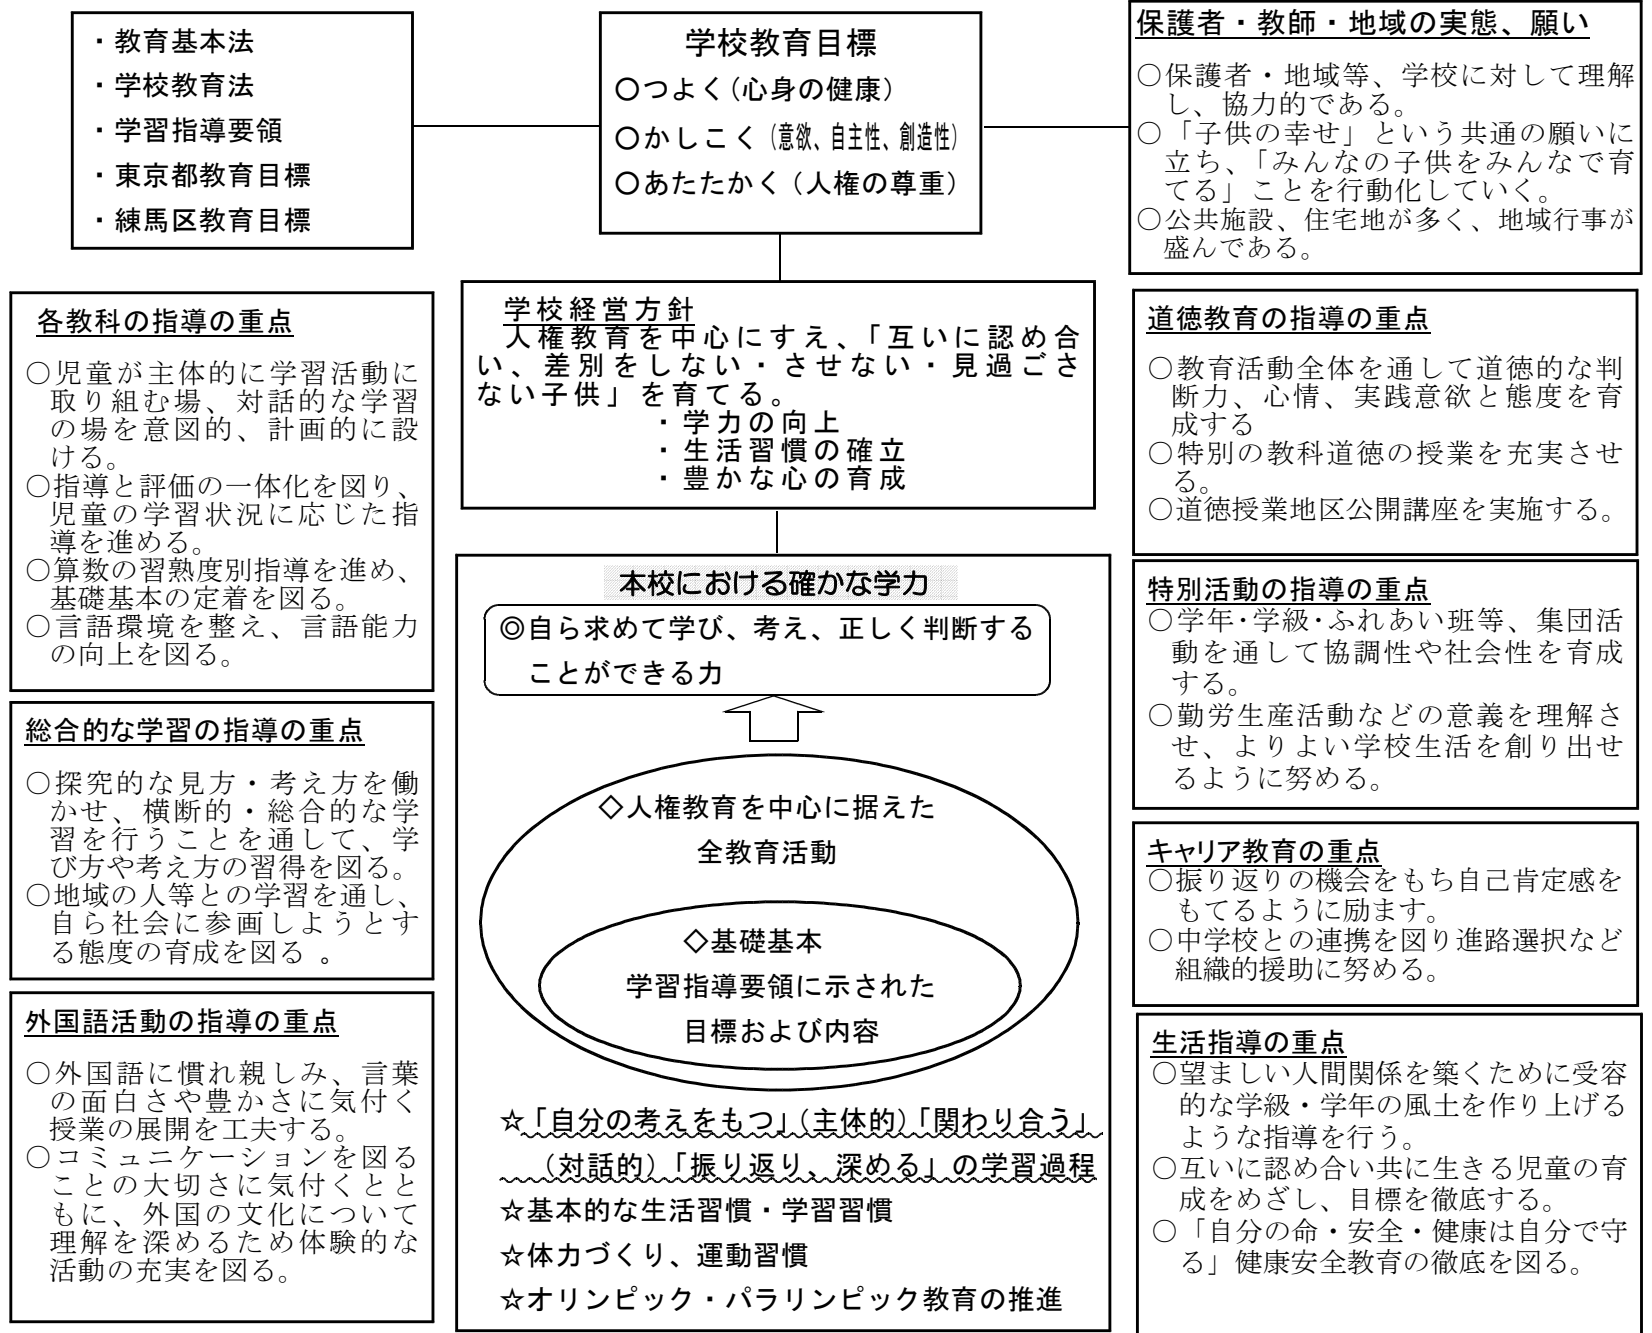 ・教育基本法
・学校教育法
・学習指導要領
・東京都教育目標
・練馬区教育目標
学校教育目標
○つよく(心身の健康)
○かしこく(意欲、自主性、創造性)
○あたたかく(人権の尊重)
保護者・教師・地域の実態、願い
○保護者・地域等、学校に対して理解
し、協力的である。
○「子供の幸せ」という共通の願いに
立ち、「みんなの子供をみんなで育
てる」ことを行動化していく。
○公共施設、住宅地が多く、地域行事が
盛んである。
学校経営方針
人権教育を中心にすえ、「互いに認め合
い、差別をしない・させない・見過ごさ
ない子供」を育てる。
・学力の向上
・生活習慣の確立
・豊かな心の育成
各教科の指導の重点
○児童が主体的に学習活動に
取り組む場、対話的な学習
の場を意図的、計画的に設
ける。
○指導と評価の一体化を図り、
児童の学習状況に応じた指
導を進める。
○算数の習熟度別指導を進め、
基礎基本の定着を図る。
○言語環境を整え、言語能力
の向上を図る。
総合的な学習の指導の重点
○探究的な見方・考え方を働
かせ、横断的・総合的な学
習を行うことを通して、学
び方や考え方の習得を図る。
○地域の人等との学習を通し、
自ら社会に参画しようとす
る態度の育成を図る 。
外国語活動の指導の重点
○外国語に慣れ親しみ、言葉
の面白さや豊かさに気付く
授業の展開を工夫する。
○コミュニケーションを図る
ことの大切さに気付くとと
もに、外国の文化について
理解を深めるため体験的な
活動の充実を図る。
本校における確かな学力
◎自ら求めて学び、考え、正しく判断する
ことができる力
◇人権教育を中心に据えた
全教育活動
◇基礎基本
学習指導要領に示された
目標および内容
☆「自分の考えをもつ」(主体的)「関わり合う」
(対話的)「振り返り、深める」の学習過程
☆基本的な生活習慣・学習習慣
☆体力づくり、運動習慣
☆オリンピック・パラリンピック教育の推進
道徳教育の指導の重点
○教育活動全体を通して道徳的な判
断力、心情、実践意欲と態度を育
成する
○特別の教科道徳の授業を充実させ
る。
○道徳授業地区公開講座を実施する。
特別活動の指導の重点
○学年・学級・ふれあい班等、集団活
動を通して協調性や社会性を育成
する。
○勤労生産活動などの意義を理解さ
せ、よりよい学校生活を創り出せ
るように努める。
キャリア教育の重点
○振り返りの機会をもち自己肯定感を
もてるように励ます。
○中学校との連携を図り進路選択など
組織的援助に努める。
生活指導の重点
○望ましい人間関係を築くために受容
的な学級・学年の風土を作り上げる
ような指導を行う。
○互いに認め合い共に生きる児童の育
成をめざし、目標を徹底する。
○「自分の命・安全・健康は自分で守
る」健康安全教育の徹底を図る。